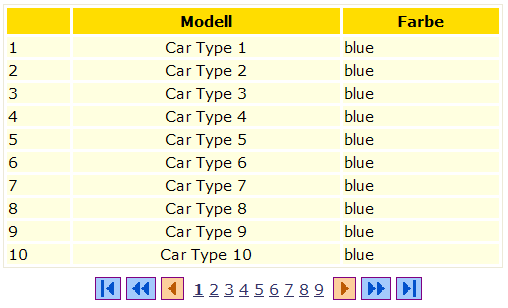 Modell Farbe
1 Car Type 1 blue
2 Car Type 2 blue
3 Car Type 3 blue
4 Car Type 4 blue
5 Car Type 5 blue
6 Car Type 6 blue
7 Car Type 7 blue
8 Car Type 8 blue
9 Car Type 9 blue
10 Car Type 10 blue
1 2 3 4 5 6 7 8 9